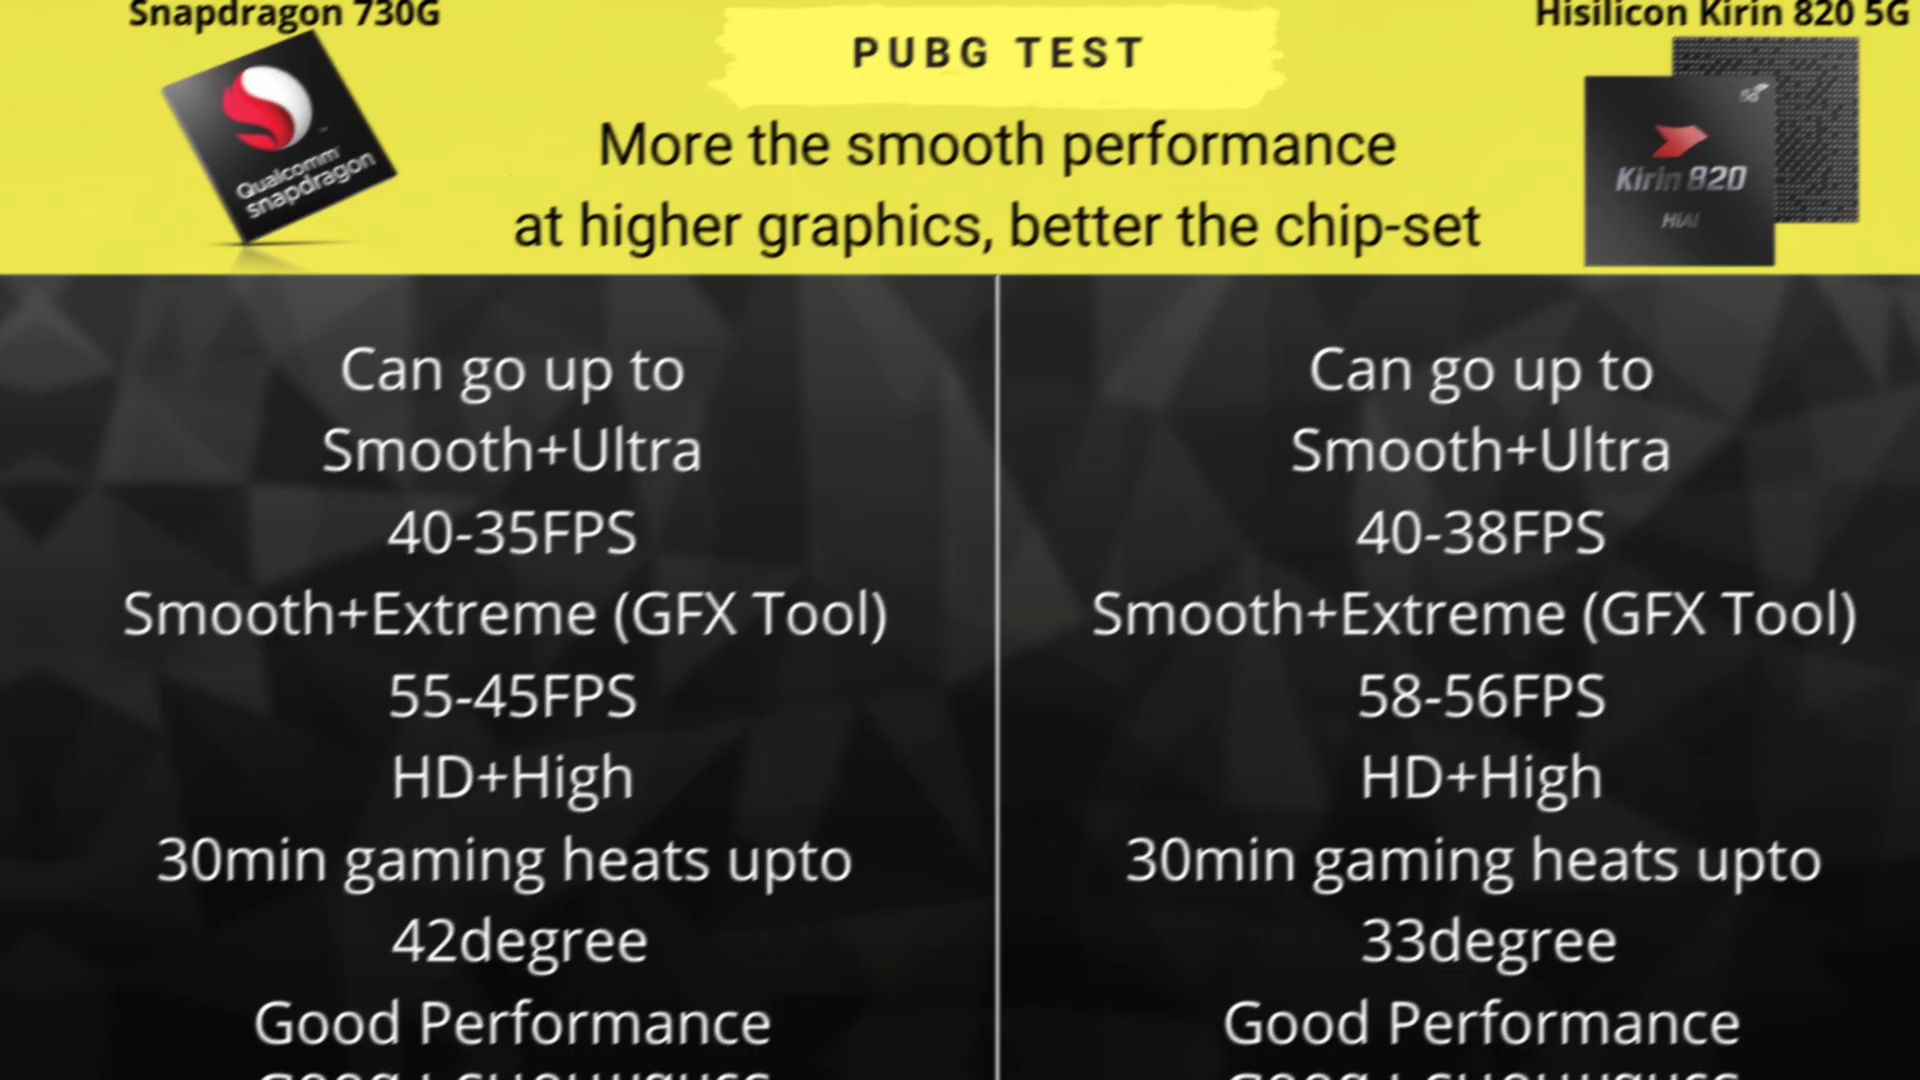 Snapdragon 730G
Hisilicon Kirin 820 5G
PUBG TEST
More the smooth performance
at higher graphics, better the chip-set
Qualcomm
snapdragon
5G
Kirin 820
HiAI
Can go up to
Smooth+Ultra
40-35FPS
Smooth+Extreme (GFX Tool)
55-45FPS
HD+High
30min gaming heats upto
42degree
Good Performance
Can go up to
Smooth+Ultra
40-38FPS
Smooth+Extreme (GFX Tool)
58-56FPS
HD+High
30min gaming heats upto
33degree
Good Performance